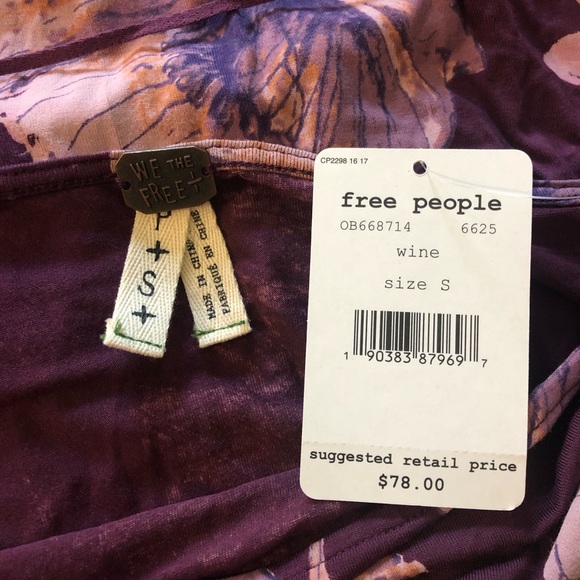 WE THE
FREE
P + S +
MADE IN CHINA
FABRIQUÉ EN CHINE
CP2298 16 17
free people
OB668714 6625
wine
size S
1 90383 87969 7
suggested retail price
$78.00